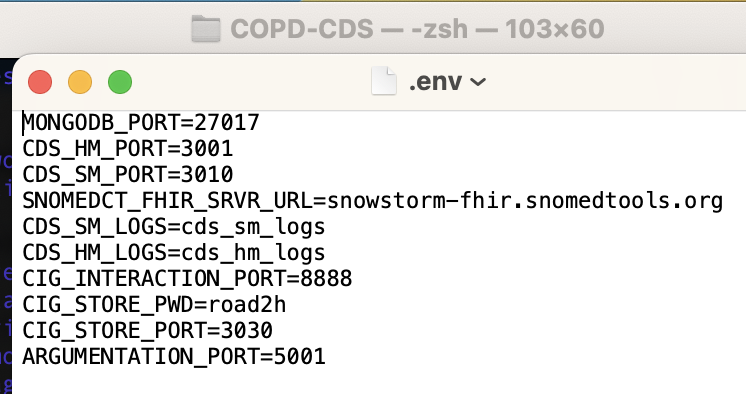 COPD-CDS — -zsh — 103×60
.env
MONGODB_PORT=27017
CDS_HM_PORT=3001
CDS_SM_PORT=3010
SNOMEDCT_FHIR_SRVR_URL=snowstorm-fhir.snomedtools.org
CDS_SM_LOGS=cds_sm_logs
CDS_HM_LOGS=cds_hm_logs
CIG_INTERACTION_PORT=8888
CIG_STORE_PWD=road2h
CIG_STORE_PORT=3030
ARGUMENTATION_PORT=5001